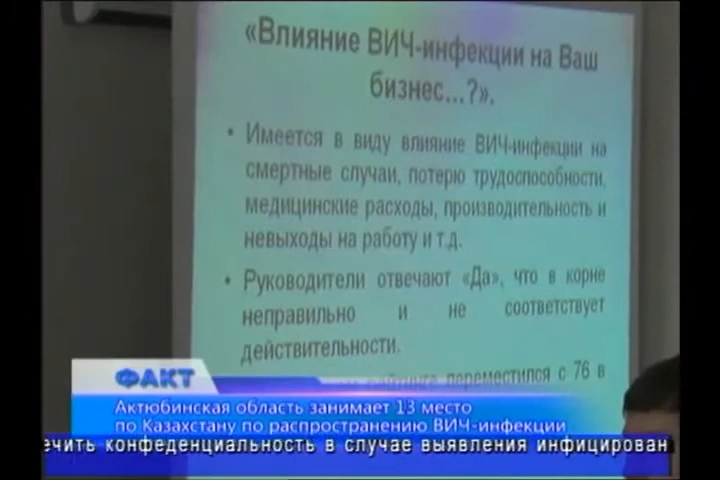 «Влияние ВИЧ-инфекции на Ваш
бизнес...?».
• Имеется в виду влияние ВИЧ-инфекции на
смертные случаи, потерю трудоспособности,
медицинские расходы, производительность и
невыходы на работу и т.д.
• Руководители отвечают «Да», что в корне
неправильно и не соответствует
действительности.
переместился с 76 в
ФАКТ
Актюбинская область занимает 13 место
по Казахстану по распространению ВИЧ-инфекции
ечить конфеденциальность в случае выявления инфицирован